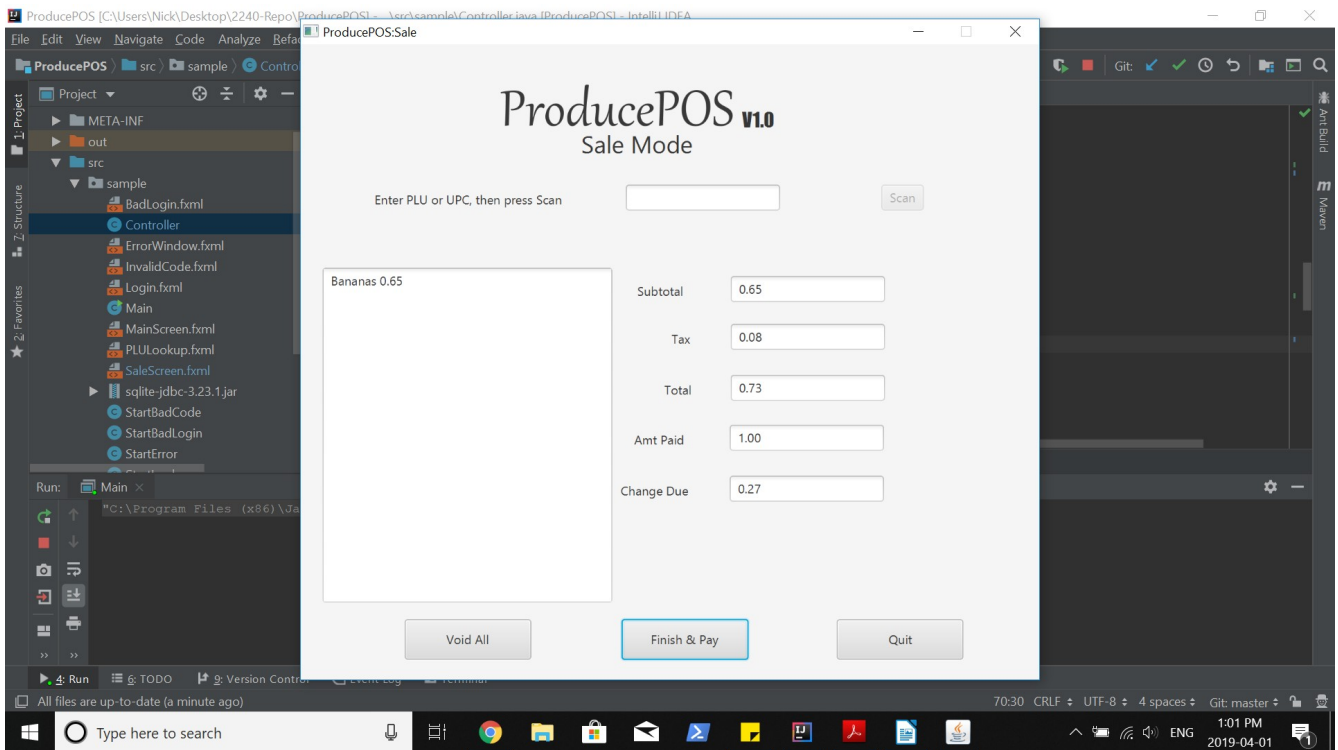 ProducePOS [C:\Users\Nick\Desktop\2240-Repo\ProducePOS] - ...\src\sample\Controller.java [ProducePOS] - IntelliJ IDEA
File Edit View Navigate Code Analyze Refa
ProducePOS src sample Contro
Git:
Project
META-INF
out
src
sample
BadLogin.fxml
Controller
ErrorWindow.fxml
InvalidCode.fxml
Login.fxml
Main
MainScreen.fxml
PLULookup.fxml
SaleScreen.fxml
sqlite-jdbc-3.23.1.jar
StartBadCode
StartBadLogin
StartError
1: Project
7: Structure
2: Favorites
Ant Build
m Maven
ProducePOS:Sale
ProducePOS V1.0
Sale Mode
Enter PLU or UPC, then press Scan
Scan
Bananas 0.65
Subtotal 0.65
Tax 0.08
Total 0.73
Amt Paid 1.00
Change Due 0.27
Void All Finish & Pay Quit
Run: Main
"C:\Program Files (x86)\Ja
4: Run 6: TODO 9: Version Contro
All files are up-to-date (a minute ago)
70:30 CRLF UTF-8 4 spaces Git: master
Type here to search
ENG
1:01 PM
2019-04-01
1